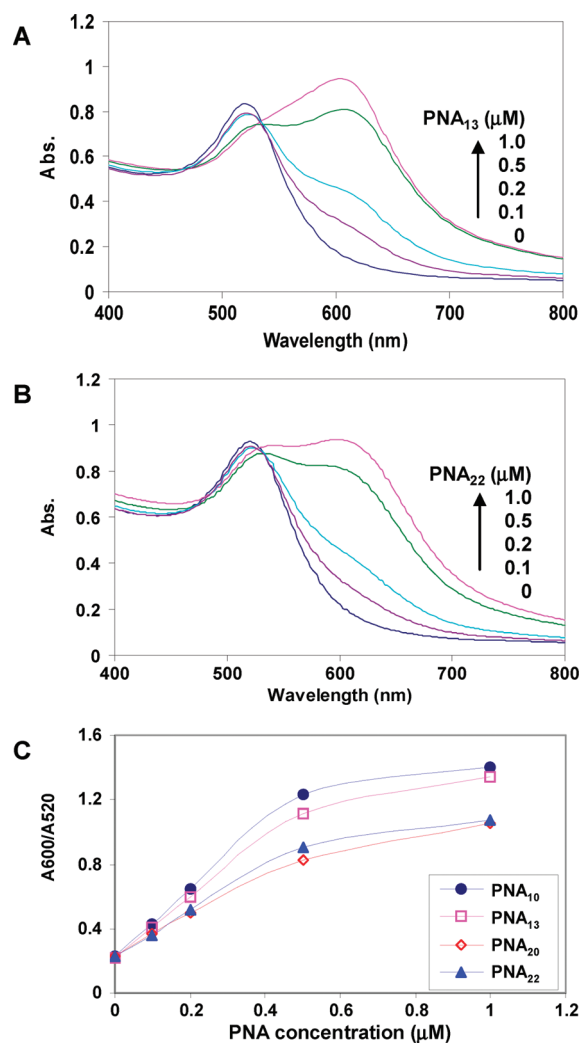 A
1.2
1
0.8
0.6
0.4
0.2
0
Abs.
PNA13 (μM)
1.0
0.5
0.2
0.1
0
400 500 600 700 800
Wavelength (nm)
B
1.2
1
0.8
0.6
0.4
0.2
0
Abs.
PNA22 (μM)
1.0
0.5
0.2
0.1
0
400 500 600 700 800
Wavelength (nm)
C
1.6
1.2
0.8
0.4
0
A600/A520
PNA10
PNA13
PNA20
PNA22
0 0.2 0.4 0.6 0.8 1 1.2
PNA concentration (μM)